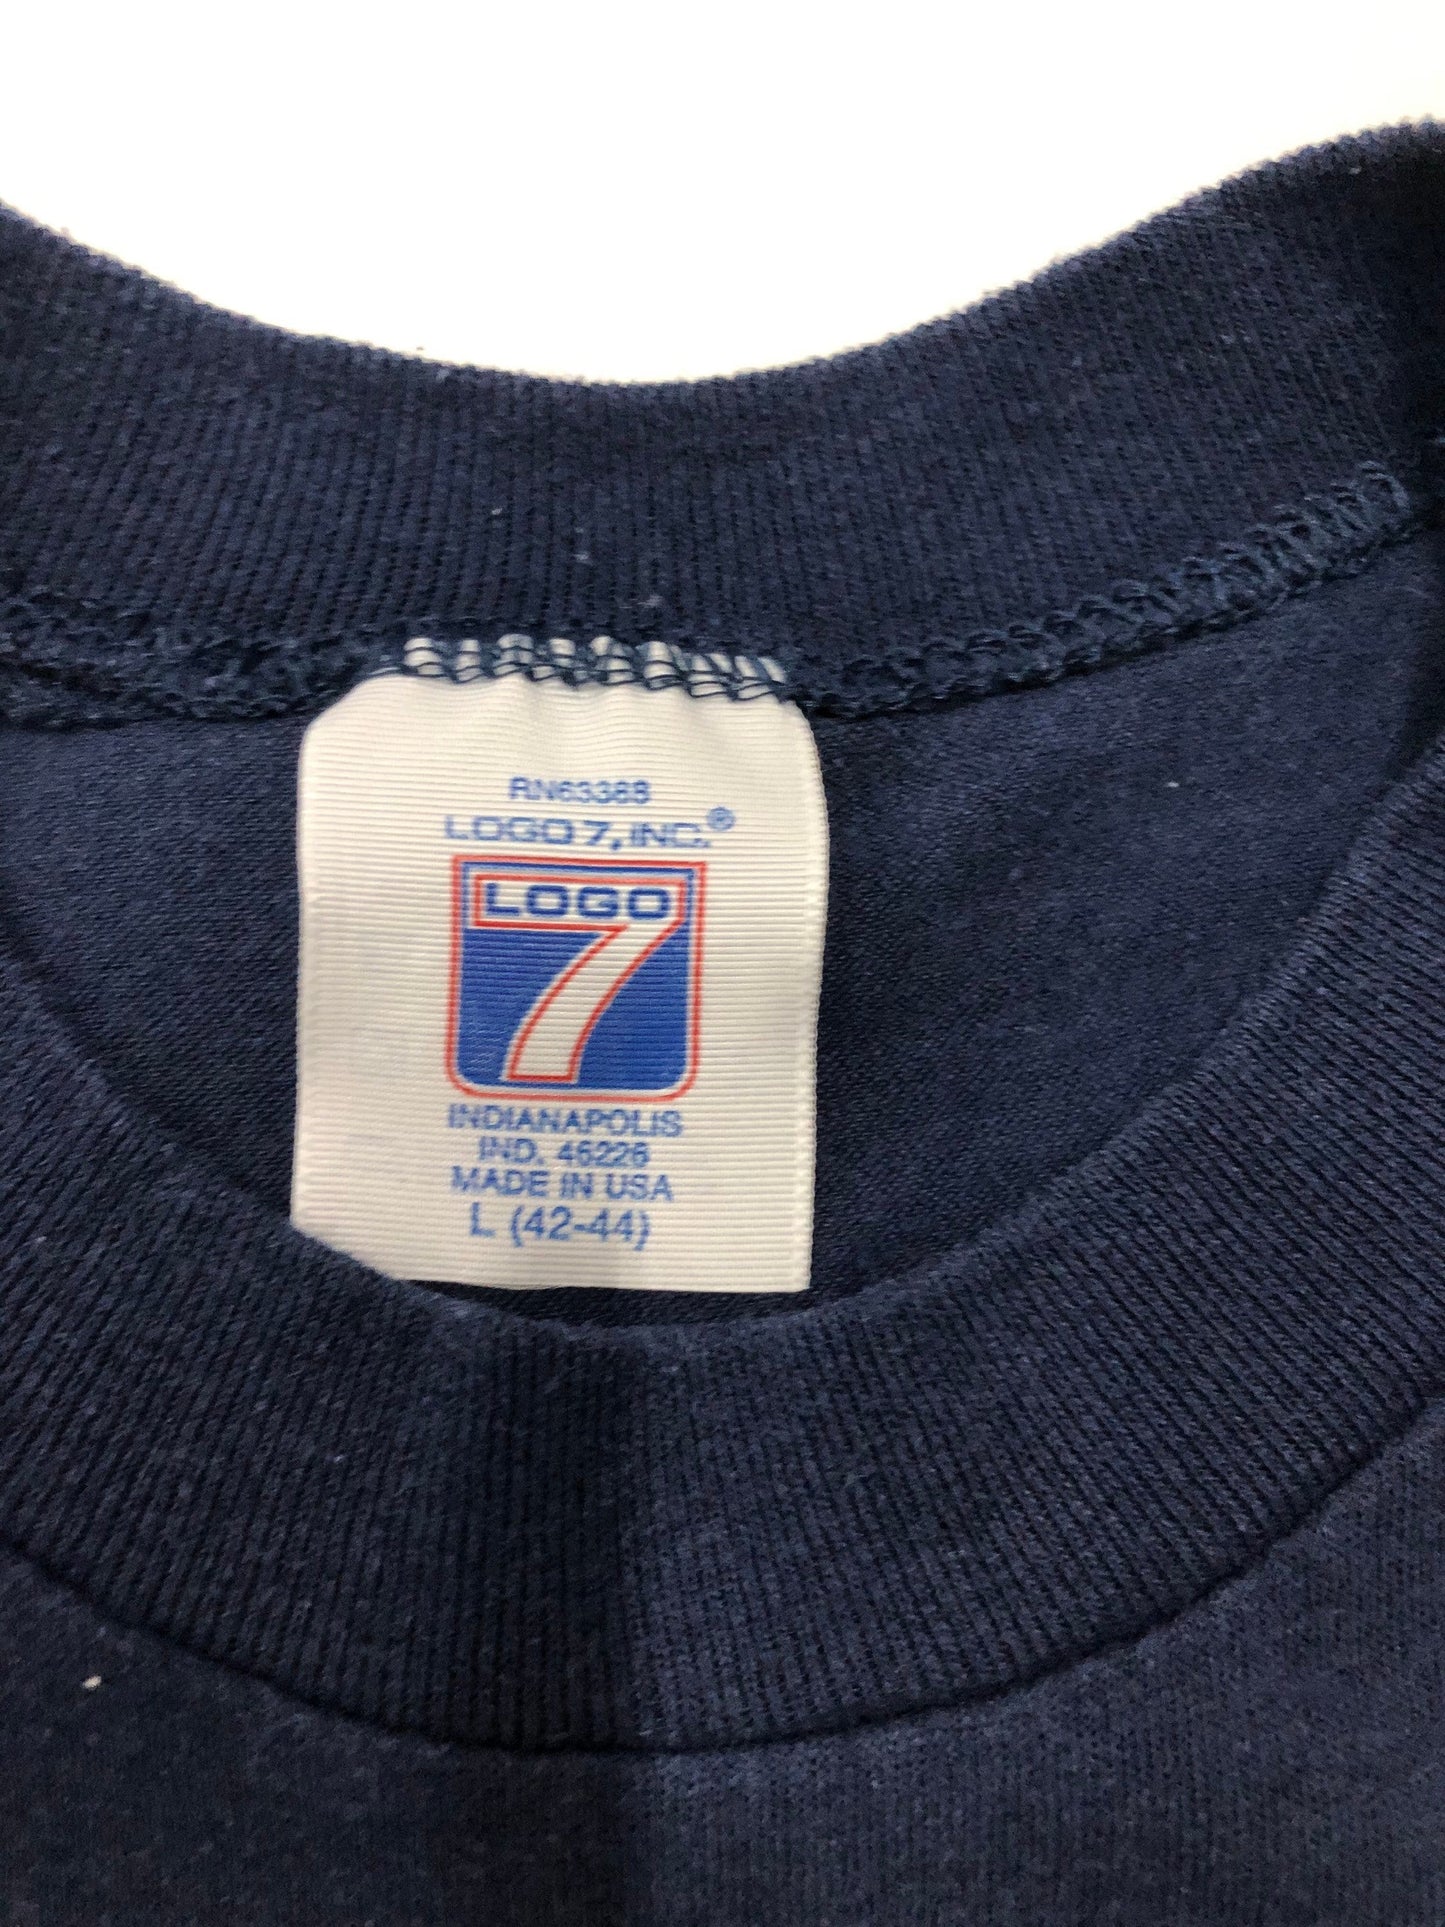 RN63388
LOGO 7, INC.®
LOGO
7
INDIANAPOLIS
IND. 46226
MADE IN USA
L (42-44)